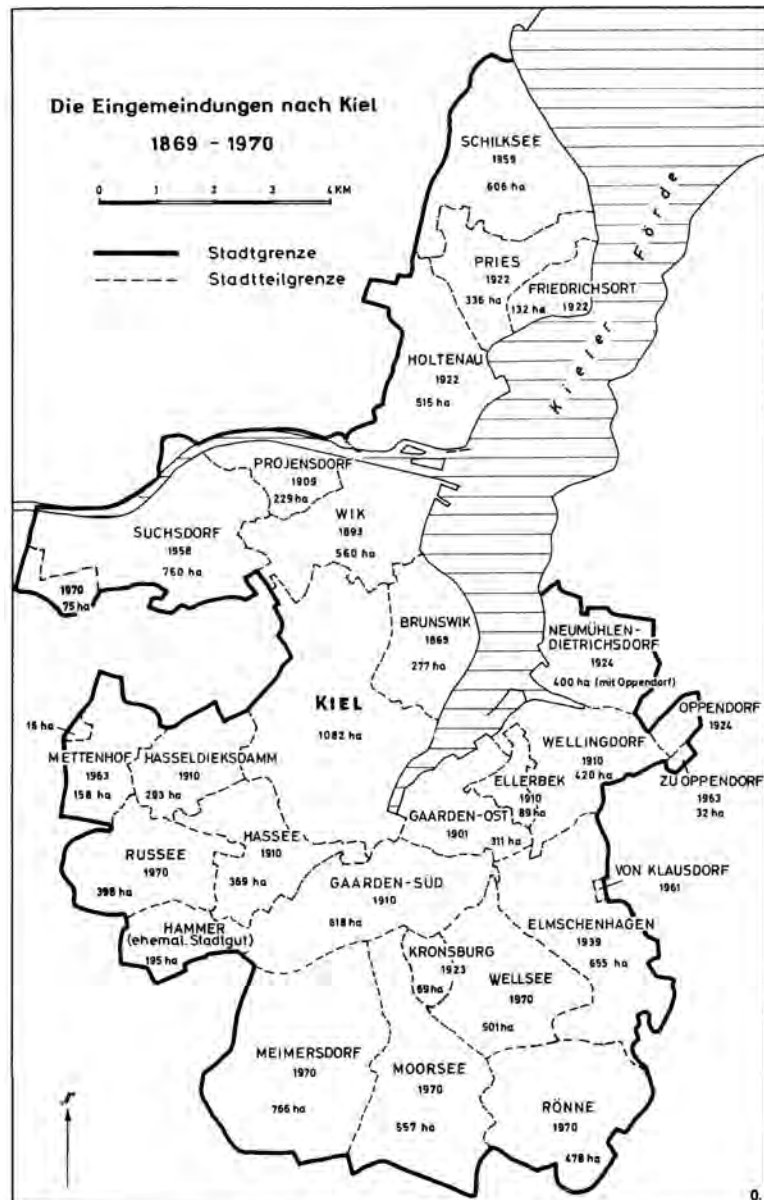 Die Eingemeindungen nach Kiel
1869 - 1970
0 1 2 3 4 KM
Stadtgrenze
Stadtteilgrenze
SCHILKSEE
1959
606 ha
Kieler Förde
PRIES
1922
336 ha
FRIEDRICHSORT
132 ha 1922
HOLTENAU
1922
515 ha
PROJENSDORF
1909
229 ha
WIK
1893
560 ha
SUCHSDORF
1958
760 ha
1970
75 ha
BRUNSWIK
1869
277 ha
NEUMÜHLEN-
DIETRICHSDORF
1924
400 ha (mit Oppendorf)
OPPENDORF
1924
KIEL
1082 ha
15 ha
METTENHOF
1963
158 ha
HASSELDIEKSDAMM
1910
293 ha
WELLINGDORF
1910
420 ha
ELLERBEK
1910
89 ha
ZU OPPENDORF
1963
32 ha
GAARDEN-OST
1901
311 ha
HASSEE
1910
369 ha
RUSSEE
1970
398 ha
GAARDEN-SÜD
1910
618 ha
VON KLAUSDORF
1961
HAMMER
(ehemal. Stadtgut)
195 ha
ELMSCHENHAGEN
1939
655 ha
KRONSBURG
1923
69 ha
WELLSEE
1970
501 ha
MEIMERSDORF
1970
766 ha
MOORSEE
1970
557 ha
RÖNNE
1970
478 ha
N
O.